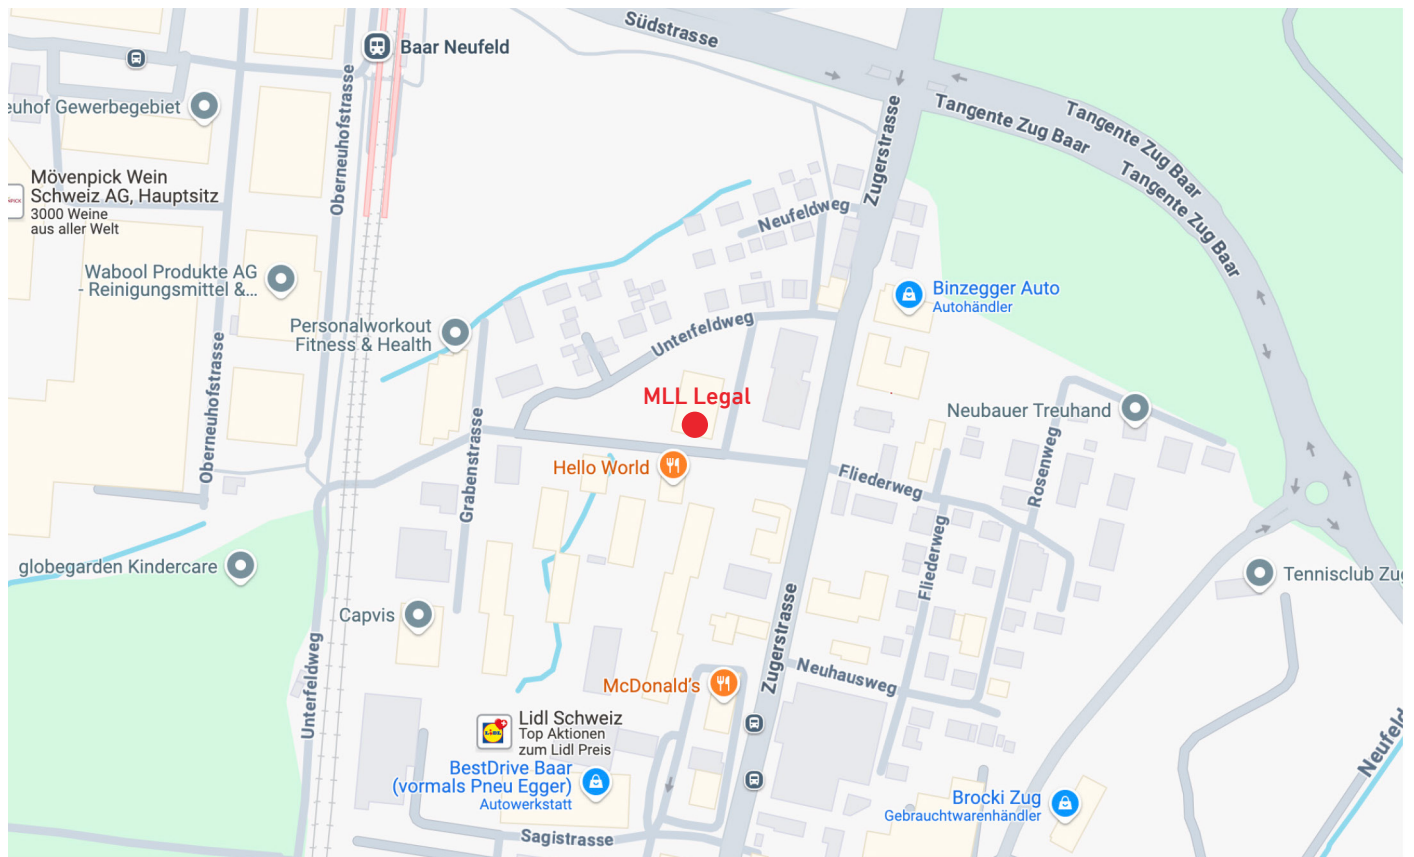 Südstrasse
Baar Neufeld
euhof Gewerbegebiet
Oberneuhofstrasse
Zugerstrasse
Tangente Zug Baar
Tangente Zug Baar
Tangente Zug Baar
Mövenpick Wein
Schweiz AG, Hauptsitz
3000 Weine
aus aller Welt
Neufeldweg
Wabool Produkte AG
- Reinigungsmittel &...
Binzegger Auto
Autohändler
Personalworkout
Fitness & Health
Unterfeldweg
Oberneuhofstrasse
MLL Legal
Neubauer Treuhand
Grabenstrasse
Hello World
Fliederweg
Rosenweg
globegarden Kindercare
Fliederweg
Tennisclub Zug
Capvis
Unterfeldweg
Zugerstrasse
Neuhausweg
McDonald's
Lidl Schweiz
Top Aktionen
zum Lidl Preis
LIDL
Neufeld
BestDrive Baar
(vormals Pneu Egger)
Autowerkstatt
Brocki Zug
Gebrauchtwarenhändler
Sagistrasse